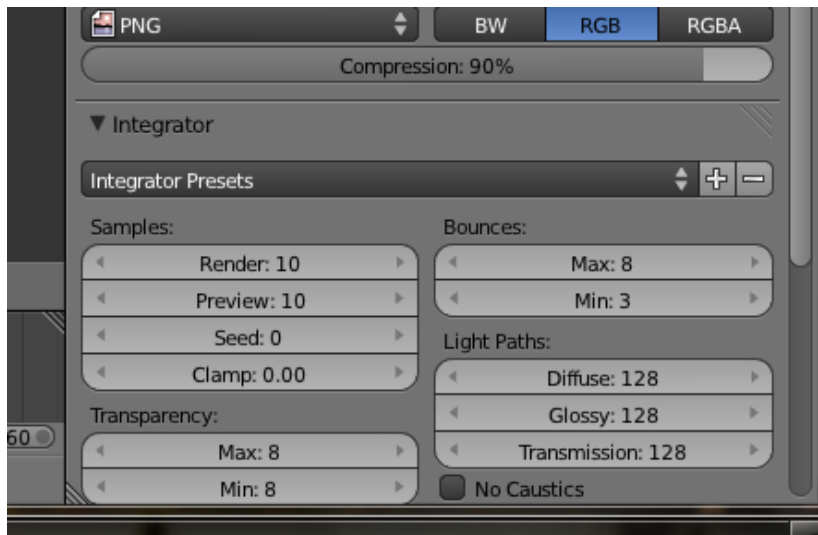 PNG BW RGB RGBA
Compression: 90%
Integrator
Integrator Presets
Samples:
Render: 10
Preview: 10
Seed: 0
Clamp: 0.00
Transparency:
Max: 8
Min: 8
Bounces:
Max: 8
Min: 3
Light Paths:
Diffuse: 128
Glossy: 128
Transmission: 128
No Caustics
60